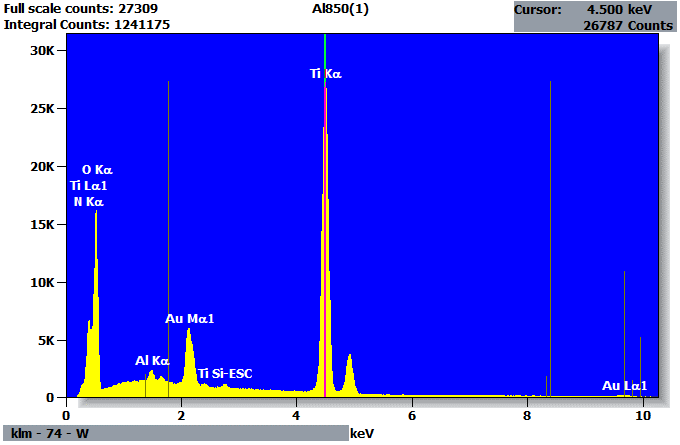 Full scale counts: 27309
Al850(1)
Cursor: 4.500 keV
Integral Counts: 1241175
26787 Counts
30K
Ti Kα
25K
20K
O Kα
Ti Lα1
N Kα
15K
10K
Au Mα1
5K
Al Kα
Ti Si-ESC
Au Lα1
0
0 2 4 6 8 10
klm - 74 - W
keV